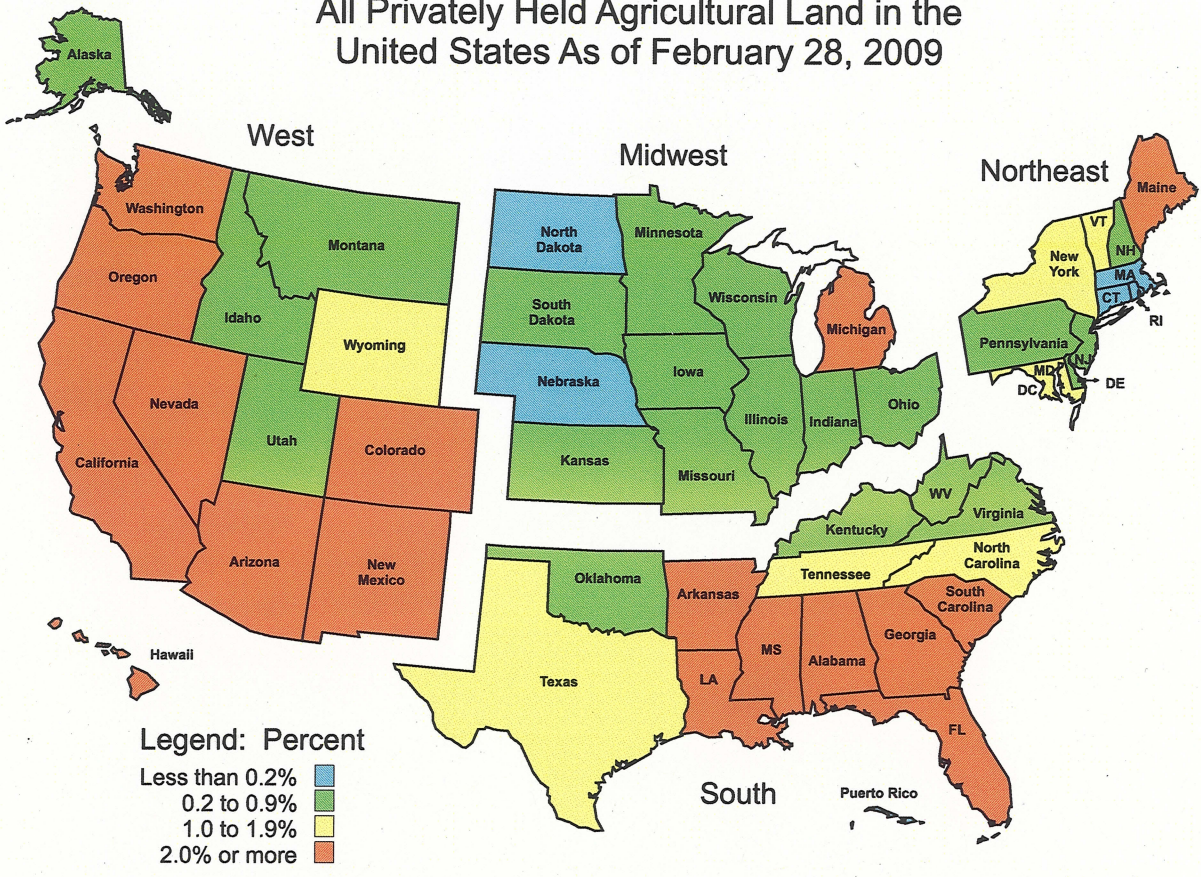 All Privately Held Agricultural Land in the
United States As of February 28, 2009
Alaska
West
Midwest
Northeast
Washington
Oregon
Idaho
Montana
Wyoming
Nevada
California
Utah
Colorado
Arizona
New
Mexico
Hawaii
North
Dakota
South
Dakota
Nebraska
Kansas
Minnesota
Wisconsin
Iowa
Illinois
Missouri
Michigan
Indiana
Ohio
Maine
VT
NH
New
York
MA
CT
RI
Pennsylvania
NJ
MD
DE
DC
WV
Virginia
Kentucky
North
Carolina
Tennessee
South
Carolina
Oklahoma
Arkansas
Texas
LA
MS
Alabama
Georgia
FL
South
Puerto Rico
Legend: Percent
Less than 0.2%
0.2 to 0.9%
1.0 to 1.9%
2.0% or more